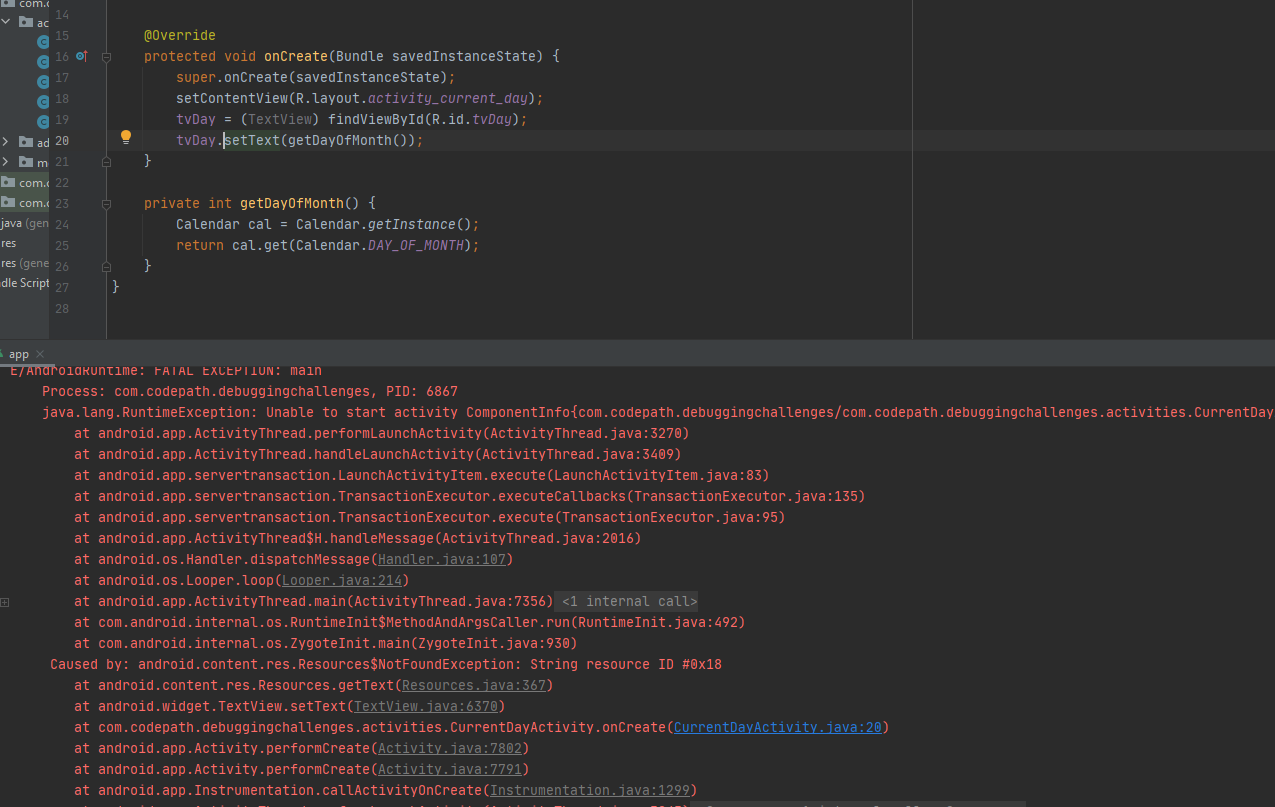 com.c
ac
ad
m
com.c
com.c
java (gen
res
res (gene
dle Script
14
15 @Override
16 protected void onCreate(Bundle savedInstanceState) {
17 super.onCreate(savedInstanceState);
18 setContentView(R.layout.activity_current_day);
19 tvDay = (TextView) findViewById(R.id.tvDay);
20 tvDay.setText(getDayOfMonth());
21 }
22
23 private int getDayOfMonth() {
24 Calendar cal = Calendar.getInstance();
25 return cal.get(Calendar.DAY_OF_MONTH);
26 }
27 }
28
app
E/AndroidRuntime: FATAL EXCEPTION: main
Process: com.codepath.debuggingchallenges, PID: 6867
java.lang.RuntimeException: Unable to start activity ComponentInfo{com.codepath.debuggingchallenges/com.codepath.debuggingchallenges.activities.CurrentDay
at android.app.ActivityThread.performLaunchActivity(ActivityThread.java:3270)
at android.app.ActivityThread.handleLaunchActivity(ActivityThread.java:3409)
at android.app.servertransaction.LaunchActivityItem.execute(LaunchActivityItem.java:83)
at android.app.servertransaction.TransactionExecutor.executeCallbacks(TransactionExecutor.java:135)
at android.app.servertransaction.TransactionExecutor.execute(TransactionExecutor.java:95)
at android.app.ActivityThread$H.handleMessage(ActivityThread.java:2016)
at android.os.Handler.dispatchMessage(Handler.java:107)
at android.os.Looper.loop(Looper.java:214)
at android.app.ActivityThread.main(ActivityThread.java:7356) <1 internal call>
at com.android.internal.os.RuntimeInit$MethodAndArgsCaller.run(RuntimeInit.java:492)
at com.android.internal.os.ZygoteInit.main(ZygoteInit.java:930)
Caused by: android.content.res.Resources$NotFoundException: String resource ID #0x18
at android.content.res.Resources.getText(Resources.java:367)
at android.widget.TextView.setText(TextView.java:6370)
at com.codepath.debuggingchallenges.activities.CurrentDayActivity.onCreate(CurrentDayActivity.java:20)
at android.app.Activity.performCreate(Activity.java:7802)
at android.app.Activity.performCreate(Activity.java:7791)
at android.app.Instrumentation.callActivityOnCreate(Instrumentation.java:1299)